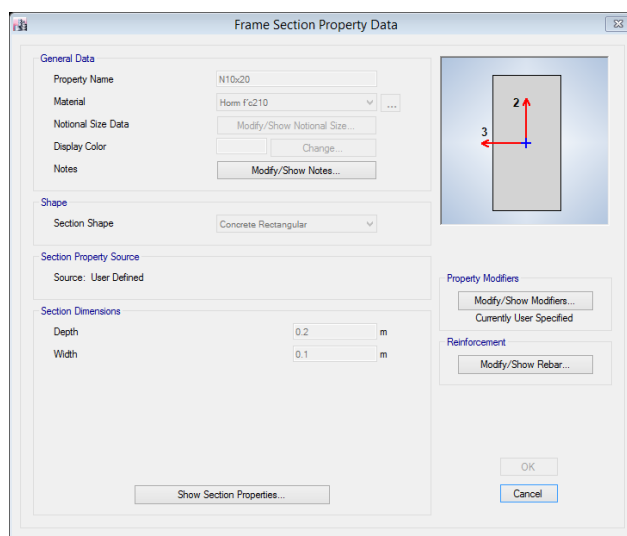 Frame Section Property Data
General Data
Property Name N10x20
Material Horm f'c210 ...
Notional Size Data Modify/Show Notional Size...
Display Color Change...
Notes Modify/Show Notes...
2
3
Shape
Section Shape Concrete Rectangular
Section Property Source
Source: User Defined
Property Modifiers
Modify/Show Modifiers...
Currently User Specified
Section Dimensions
Depth 0.2 m
Width 0.1 m
Reinforcement
Modify/Show Rebar...
OK
Show Section Properties...
Cancel